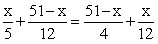 x/5 + 51-x/12 = 51-x/4 + x/12